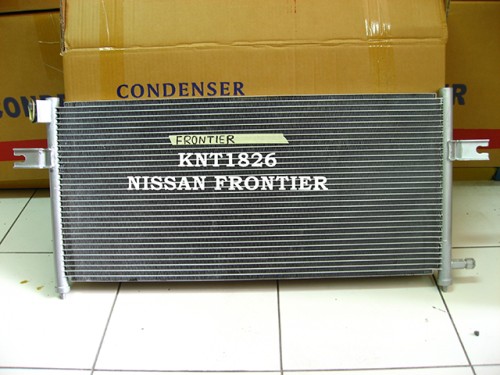 CONDENSER
FRONTIER
KNT1826
NISSAN FRONTIER